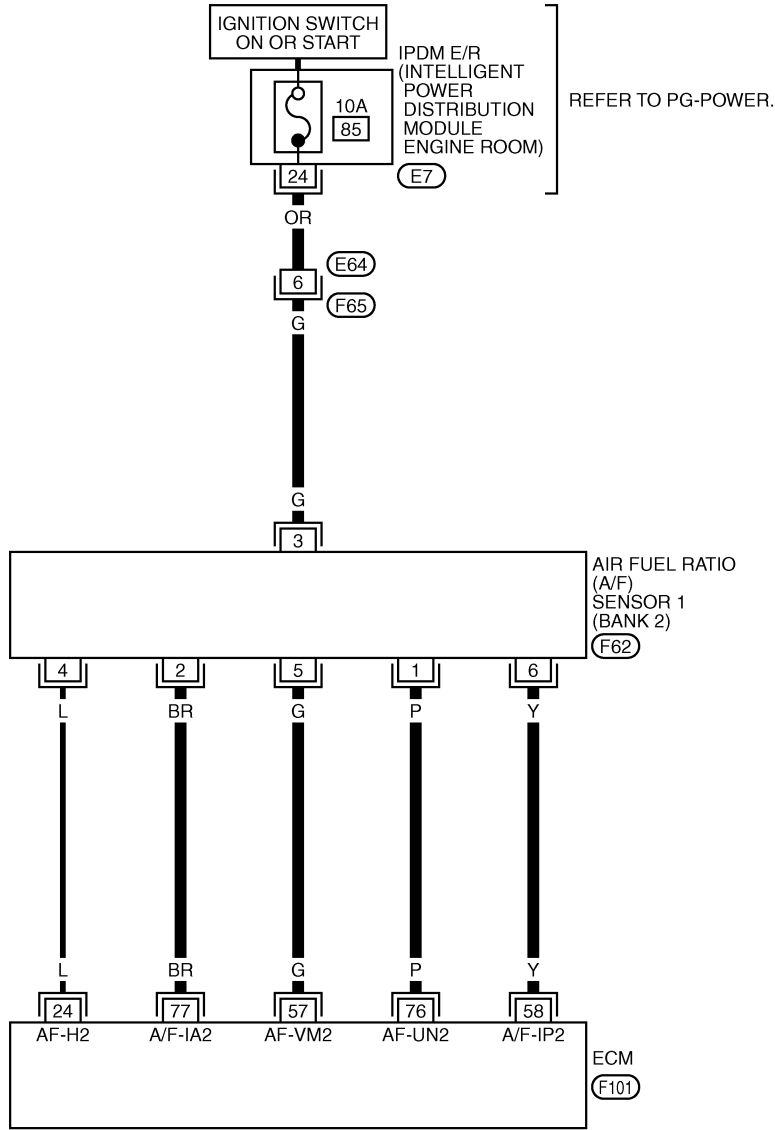 IGNITION SWITCH
ON OR START
IPDM E/R
(INTELLIGENT
POWER
DISTRIBUTION
MODULE
ENGINE ROOM)
REFER TO PG-POWER.
10A
85
24
E7
OR
E64
6
F65
G
G
3
AIR FUEL RATIO
(A/F)
SENSOR 1
(BANK 2)
F62
4 2 5 1 6
L BR G P Y
L BR G P Y
24 77 57 76 58
AF-H2 A/F-IA2 AF-VM2 AF-UN2 A/F-IP2
ECM
F101